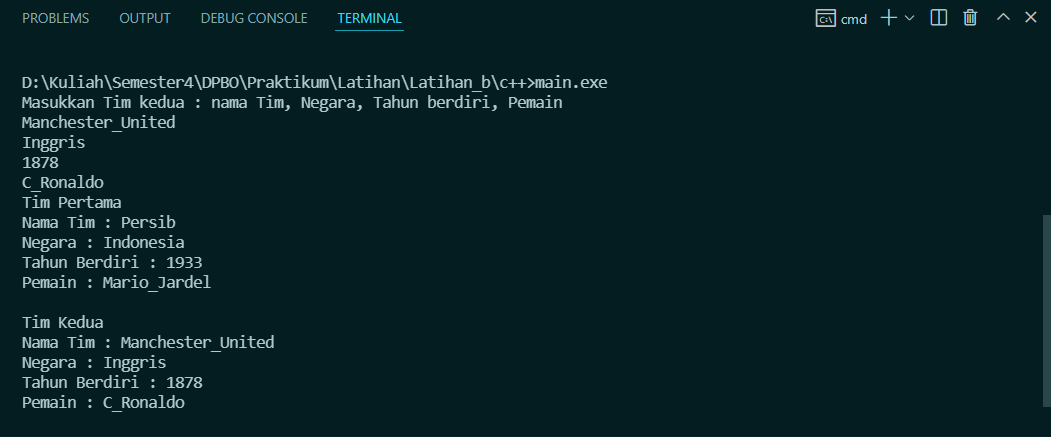 PROBLEMS OUTPUT DEBUG CONSOLE TERMINAL cmd
D:\Kuliah\Semester4\DPBO\Praktikum\Latihan\Latihan_b\c++>main.exe
Masukkan Tim kedua : nama Tim, Negara, Tahun berdiri, Pemain
Manchester_United
Inggris
1878
C_Ronaldo
Tim Pertama
Nama Tim : Persib
Negara : Indonesia
Tahun Berdiri : 1933
Pemain : Mario_Jardel
Tim Kedua
Nama Tim : Manchester_United
Negara : Inggris
Tahun Berdiri : 1878
Pemain : C_Ronaldo